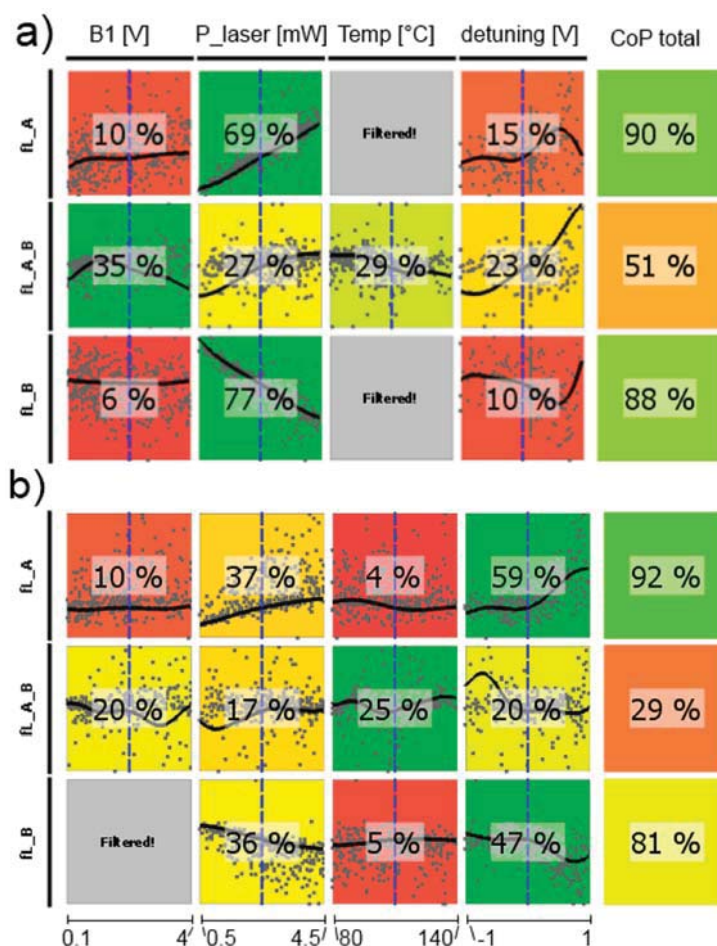 a) B1 [V] P_laser [mW] Temp [°C] detuning [V] CoP total
fL_A 10 % 69 % Filtered! 15 % 90 %
fL_A_B 35 % 27 % 29 % 23 % 51 %
fL_B 6 % 77 % Filtered! 10 % 88 %
b)
fL_A 10 % 37 % 4 % 59 % 92 %
fL_A_B 20 % 17 % 25 % 20 % 29 %
fL_B Filtered! 36 % 5 % 47 % 81 %
0.1 4 0.5 4.5 80 140 -1 1